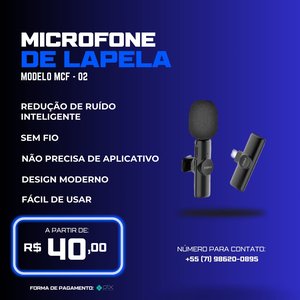 MICROFONE
DE LAPELA
MODELO MCF - 02
REDUÇÃO DE RUÍDO
INTELIGENTE
SEM FIO
NÃO PRECISA DE APLICATIVO
DESIGN MODERNO
FÁCIL DE USAR
A PARTIR DE:
R$ 40,00
NÚMERO PARA CONTATO:
+55 (71) 98620-0895
FORMA DE PAGAMENTO: PIX